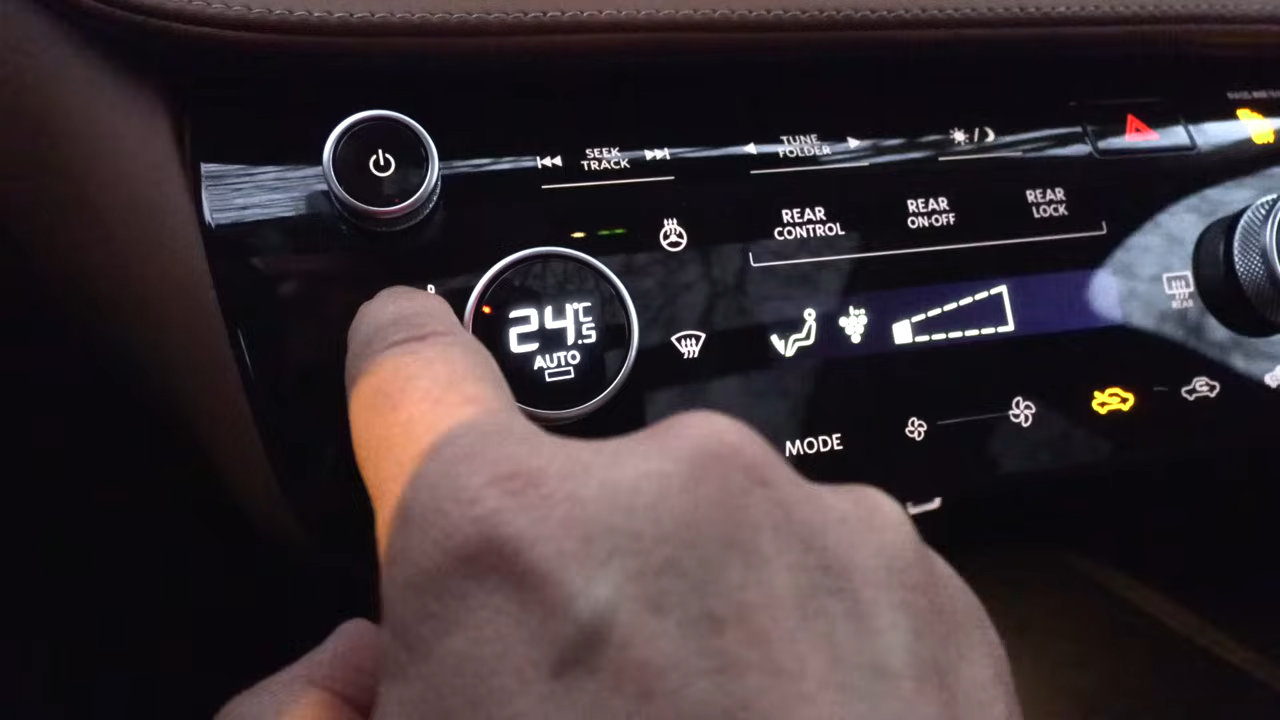 SEEK
TRACK
TUNE
FOLDER
REAR
CONTROL
REAR
ON·OFF
REAR
LOCK
24.5°C
AUTO
REAR
MODE